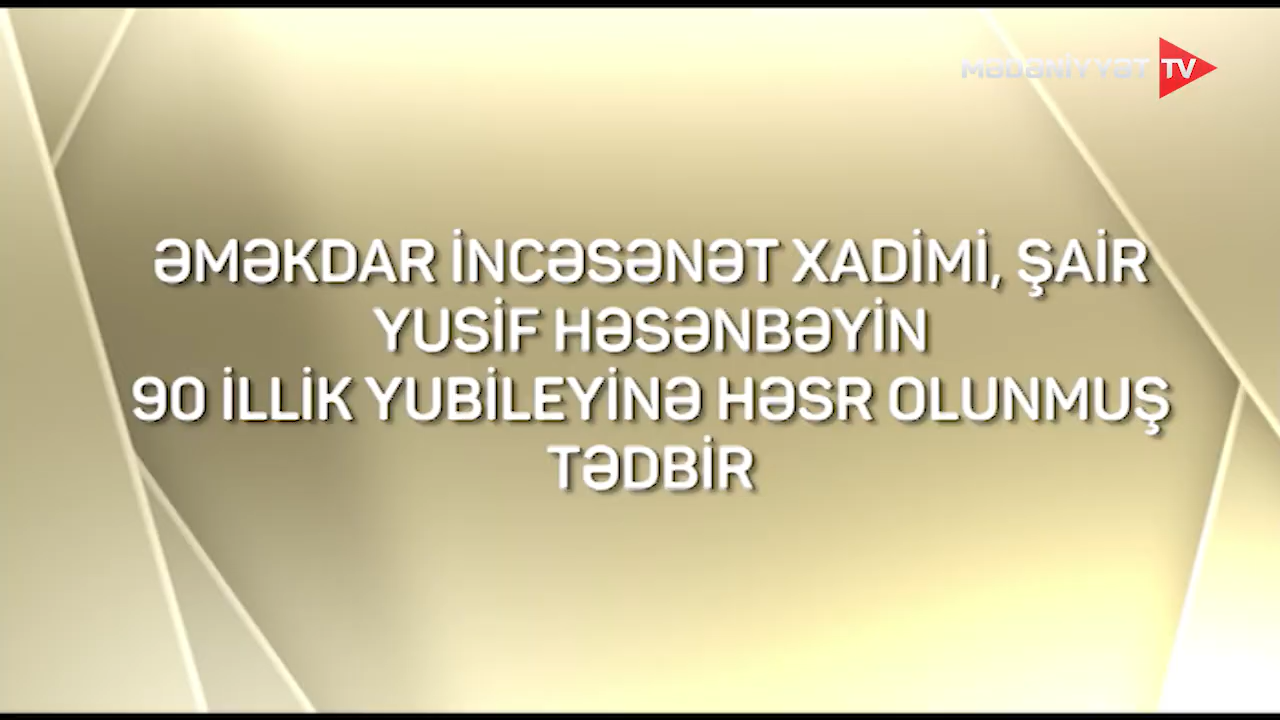 MƏDƏNİYYƏT TV
ƏMƏKDAR İNCƏSƏNƏT XADİMİ, ŞAİR
YUSİF HƏSƏNBƏYİN
90 İLLİK YUBİLEYİNƏ HƏSR OLUNMUŞ
TƏDBİR